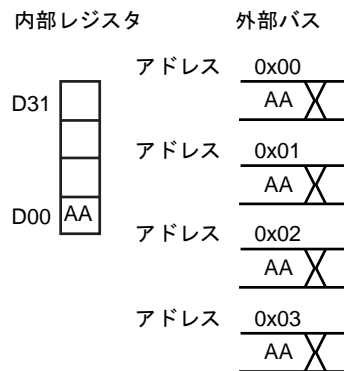 内部レジスタ 外部バス
アドレス 0x00
D31 AA
アドレス 0x01
AA
D00 AA
アドレス 0x02
AA
アドレス 0x03
AA